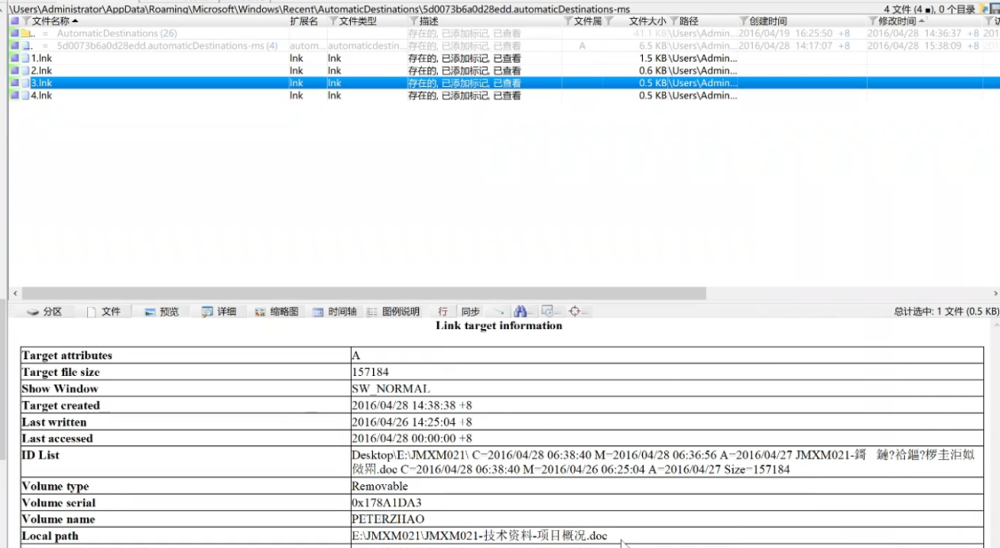 \Users\Administrator\AppData\Roaming\Microsoft\Windows\Recent\AutomaticDestinations\5d0073b6a0d28edd.automaticDestinations-ms 4 文件 (4 ■), 0 个目录
文件名称 扩展名 文件类型 描述 文件属 文件大小 路径 创建时间 修改时间
.. = AutomaticDestinations (26) 存在的, 已添加标记, 已查看 41.1 KB \Users\Admin... 2016/04/19 16:25:50 +8 2016/04/28 14:36:37 +8 201
.. = 5d0073b6a0d28edd.automaticDestinations-ms (4) autom... automaticdestin... 存在的, 已添加标记, 已查看 A 6.5 KB \Users\Admin... 2016/04/28 14:17:07 +8 2016/04/28 15:38:09 +8 201
1.lnk lnk lnk 存在的, 已添加标记, 已查看 1.5 KB \Users\Admin...
2.lnk lnk lnk 存在的, 已添加标记, 已查看 0.6 KB \Users\Admin...
3.lnk lnk lnk 存在的, 已添加标记, 已查看 0.5 KB \Users\Admin...
4.lnk lnk lnk 存在的, 已添加标记, 已查看 0.5 KB \Users\Admin...
分区 文件 预览 详细 缩略图 时间轴 图例说明 行 同步 总计选中: 1 文件 (0.5 KB)
Link target information
Target attributes A
Target file size 157184
Show Window SW_NORMAL
Target created 2016/04/28 14:38:38 +8
Last written 2016/04/26 14:25:04 +8
Last accessed 2016/04/28 00:00:00 +8
ID List Desktop\E:\JMXM021\ C=2016/04/28 06:38:40 M=2016/04/28 06:36:56 A=2016/04/27 JMXM021-
.doc C=2016/04/28 06:38:40 M=2016/04/26 06:25:04 A=2016/04/27 Size=157184
Volume type Removable
Volume serial 0x178A1DA3
Volume name PETERZHAO
Local path E:\JMXM021\JMXM021-技术资料-项目概况.doc